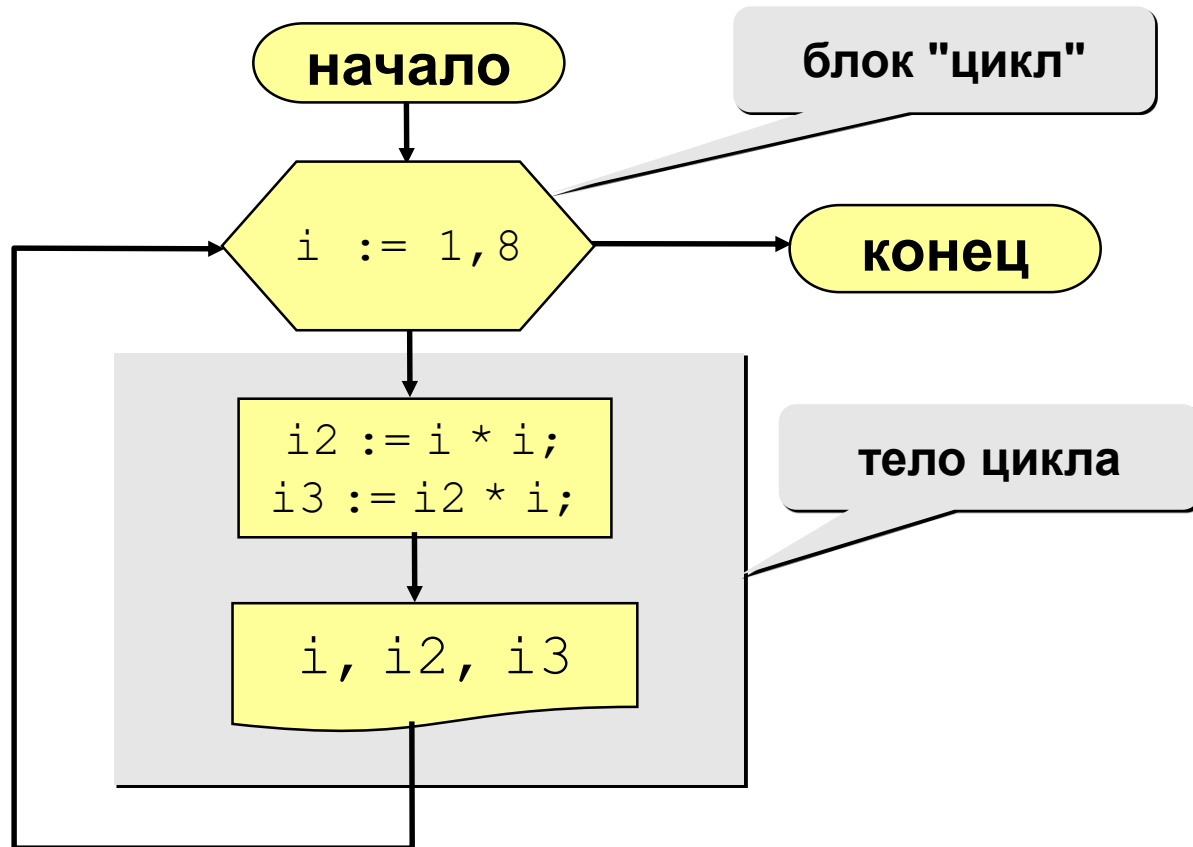 начало
блок "цикл"
i := 1,8
конец
i2 := i * i;
i3 := i2 * i;
тело цикла
i, i2, i3